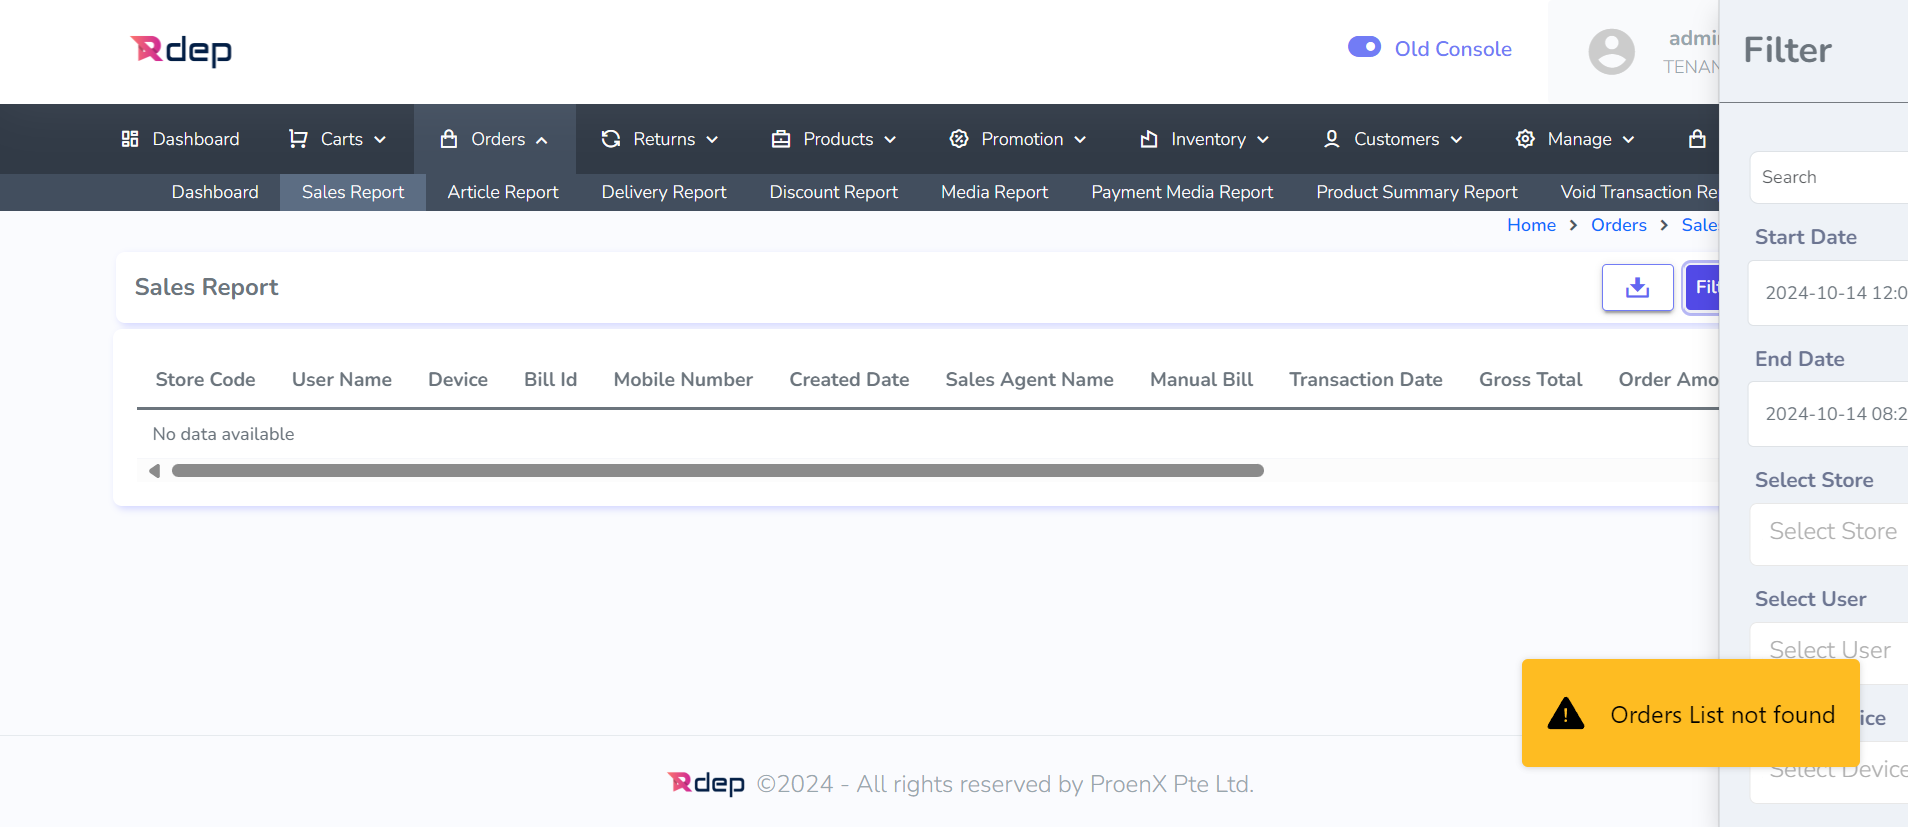 Rdep
Old Console
admi
TENAN
Filter
Dashboard
Carts
Orders
Returns
Products
Promotion
Inventory
Customers
Manage
Dashboard
Sales Report
Article Report
Delivery Report
Discount Report
Media Report
Payment Media Report
Product Summary Report
Void Transaction Re
Home > Orders > Sale
Search
Start Date
2024-10-14 12:0
End Date
2024-10-14 08:2
Select Store
Select Store
Select User
Select User
ice
Select Device
Sales Report
Filt
Store Code User Name Device Bill Id Mobile Number Created Date Sales Agent Name Manual Bill Transaction Date Gross Total Order Amo
No data available
Orders List not found
Rdep ©2024 - All rights reserved by ProenX Pte Ltd.